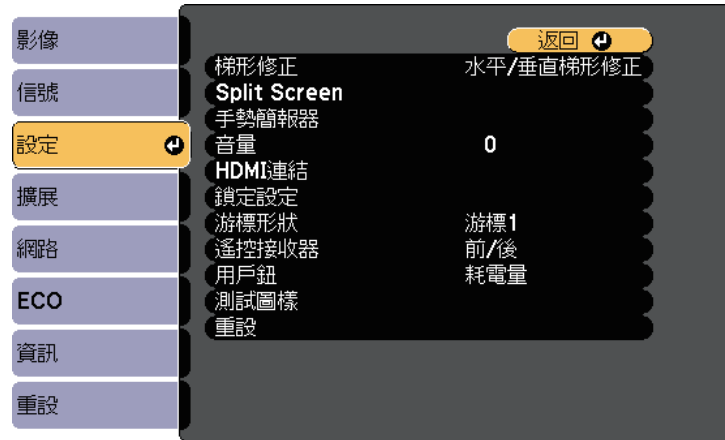 影像
信號
設定
擴展
網路
ECO
資訊
重設
返回
梯形修正 水平/垂直梯形修正
Split Screen
手勢簡報器
音量 0
HDMI連結
鎖定設定
游標形狀 游標1
遙控接收器 前/後
用戶鈕 耗電量
測試圖樣
重設